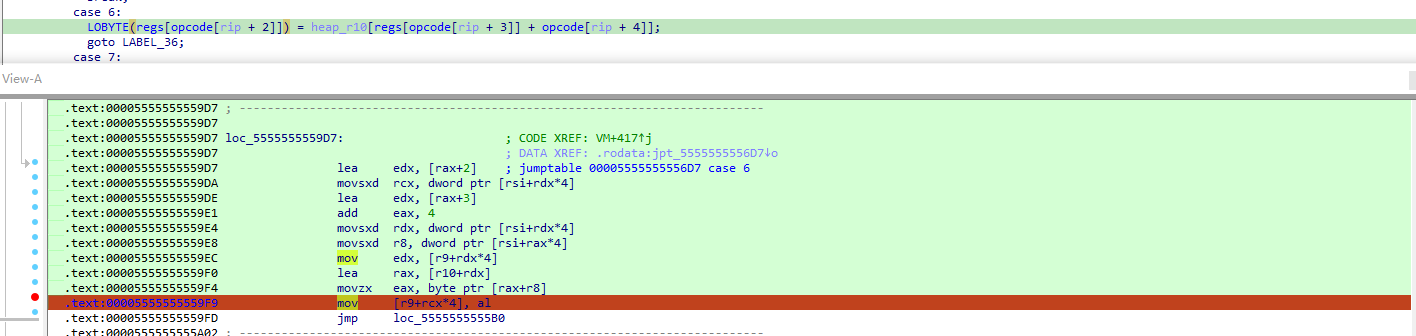 case 6:
LOBYTE(regs[opcode[rip + 2]]) = heap_r10[regs[opcode[rip + 3]] + opcode[rip + 4]];
goto LABEL_36;
case 7:
View-A
.text:00005555555559D7 ; ---------------------------------------------------------------------------
.text:00005555555559D7
.text:00005555555559D7 loc_5555555559D7: ; CODE XREF: VM+417↑j
.text:00005555555559D7 ; DATA XREF: .rodata:jpt_5555555556D7↓o
.text:00005555555559D7 lea edx, [rax+2] ; jumptable 00005555555556D7 case 6
.text:00005555555559DA movsxd rcx, dword ptr [rsi+rdx*4]
.text:00005555555559DE lea edx, [rax+3]
.text:00005555555559E1 add eax, 4
.text:00005555555559E4 movsxd rdx, dword ptr [rsi+rdx*4]
.text:00005555555559E8 movsxd r8, dword ptr [rsi+rax*4]
.text:00005555555559EC mov edx, [r9+rdx*4]
.text:00005555555559F0 lea rax, [r10+rdx]
.text:00005555555559F4 movzx eax, byte ptr [rax+r8]
.text:00005555555559F9 mov [r9+rcx*4], al
.text:00005555555559FD jmp loc_5555555555B0
.text:0000555555555A02 ; ---------------------------------------------------------------------------